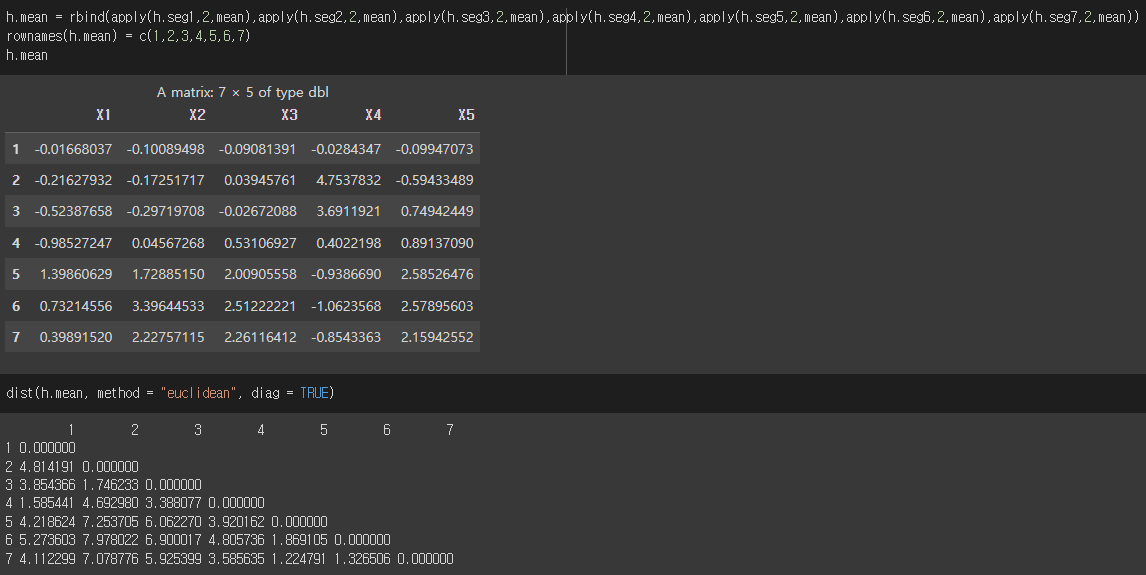 h.mean = rbind(apply(h.seg1,2,mean),apply(h.seg2,2,mean),apply(h.seg3,2,mean),apply(h.seg4,2,mean),apply(h.seg5,2,mean),apply(h.seg6,2,mean),apply(h.seg7,2,mean))
rownames(h.mean) = c(1,2,3,4,5,6,7)
h.mean
A matrix: 7 × 5 of type dbl
X1 X2 X3 X4 X5
1 -0.01668037 -0.10089498 -0.09081391 -0.0284347 -0.09947073
2 -0.21627932 -0.17251717 0.03945761 4.7537832 -0.59433489
3 -0.52387658 -0.29719708 -0.02672088 3.6911921 0.74942449
4 -0.98527247 0.04567268 0.53106927 0.4022198 0.89137090
5 1.39860629 1.72885150 2.00905558 -0.9386690 2.58526476
6 0.73214556 3.39644533 2.51222221 -1.0623568 2.57895603
7 0.39891520 2.22757115 2.26116412 -0.8544363 2.15942552
dist(h.mean, method = "euclidean", diag = TRUE)
1 2 3 4 5 6 7
1 0.000000
2 4.814191 0.000000
3 3.854366 1.746233 0.000000
4 1.585441 4.692980 3.388077 0.000000
5 4.218624 7.253705 6.062270 3.920162 0.000000
6 5.273603 7.978022 6.900017 4.805736 1.869105 0.000000
7 4.112299 7.078776 5.925399 3.585635 1.224791 1.326506 0.000000